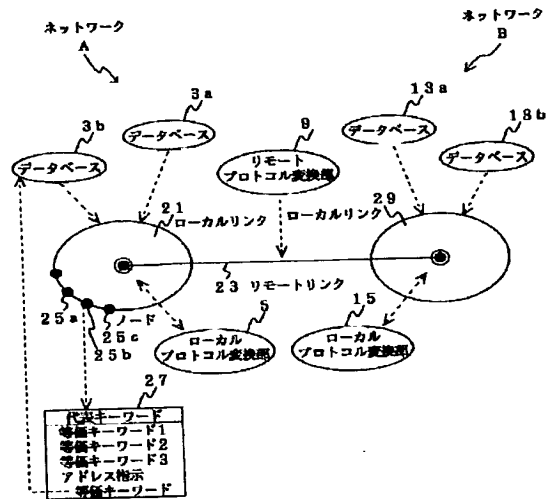 ネットワーク
A
ネットワーク
B
3a
データベース
3b
データベース
9
リモート
プロトコル変換部
13a
データベース
13b
データベース
21
ローカルリンク
ローカルリンク
29
23 リモートリンク
25a
25b
25c
ノード
5
ローカル
プロトコル変換部
15
ローカル
プロトコル変換部
27
代表キーワード
等価キーワード1
等価キーワード2
等価キーワード3
アドレス指示
等価キーワード